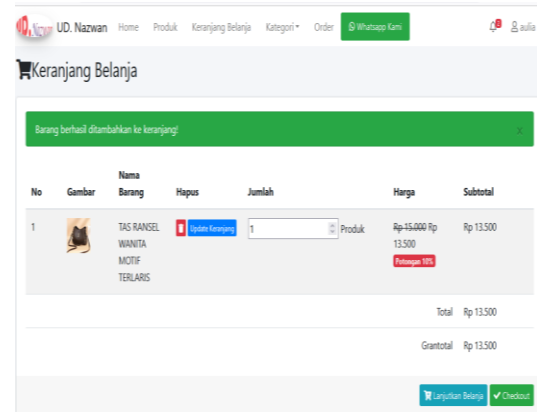 UD. Nazwan Home Produk Keranjang Belanja Kategori Order Whatsapp Kami aulia
Keranjang Belanja
Barang berhasil ditambahkan ke keranjang! x
No Gambar Nama Barang Hapus Jumlah Harga Subtotal
1 TAS RANSEL Update Keranjang 1 Produk Rp 15.000 Rp Rp 13.500
WANITA 13.500
MOTIF Potongan 10%
TERLARIS
Total Rp 13.500
Grantotal Rp 13.500
Lanjutkan Belanja Checkout